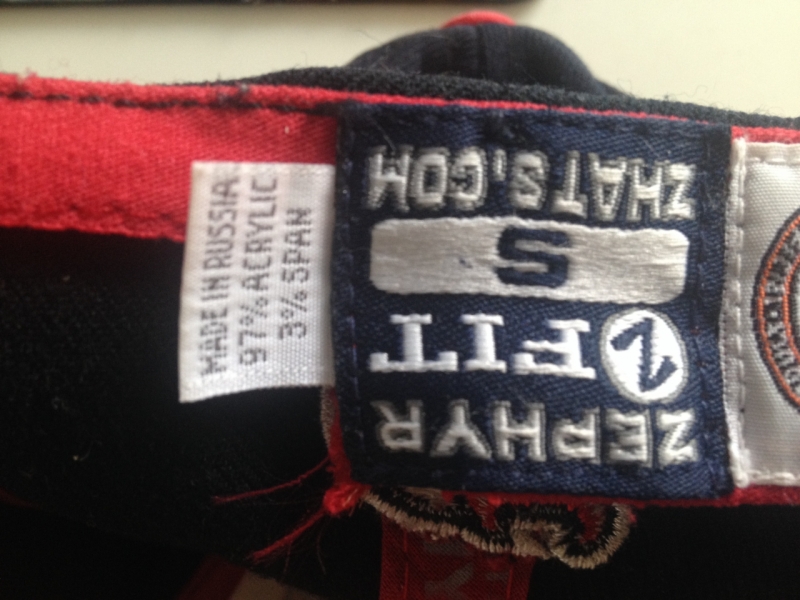 MADE IN RUSSIA
97% ACRYLIC
3% SPAN
ZEPHYR
Z FIT
S
ZHATS.COM